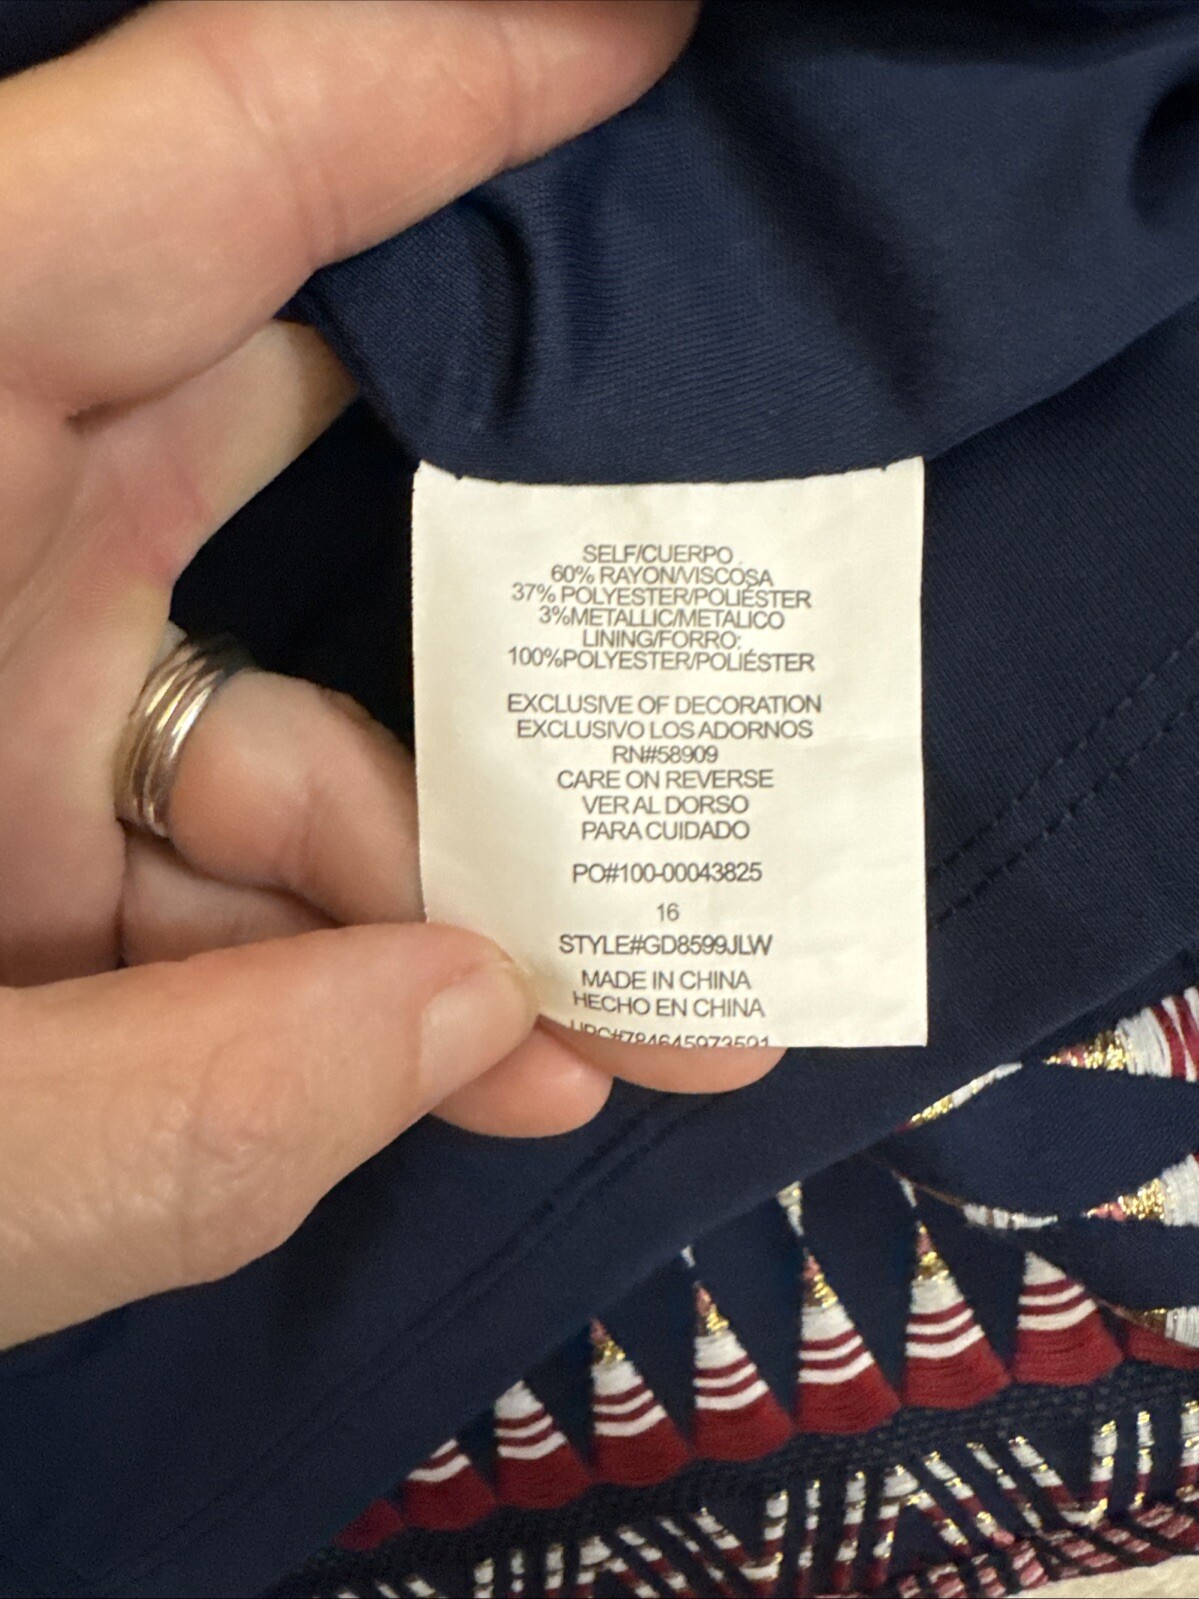 SELF/CUERPO
60% RAYON/VISCOSA
37% POLYESTER/POLIÉSTER
3%METALLIC/METALICO
LINING/FORRO:
100%POLYESTER/POLIÉSTER
EXCLUSIVE OF DECORATION
EXCLUSIVO LOS ADORNOS
RN#58909
CARE ON REVERSE
VER AL DORSO
PARA CUIDADO
PO#100-00043825
16
STYLE#GD8599JLW
MADE IN CHINA
HECHO EN CHINA
UPC#784645973591